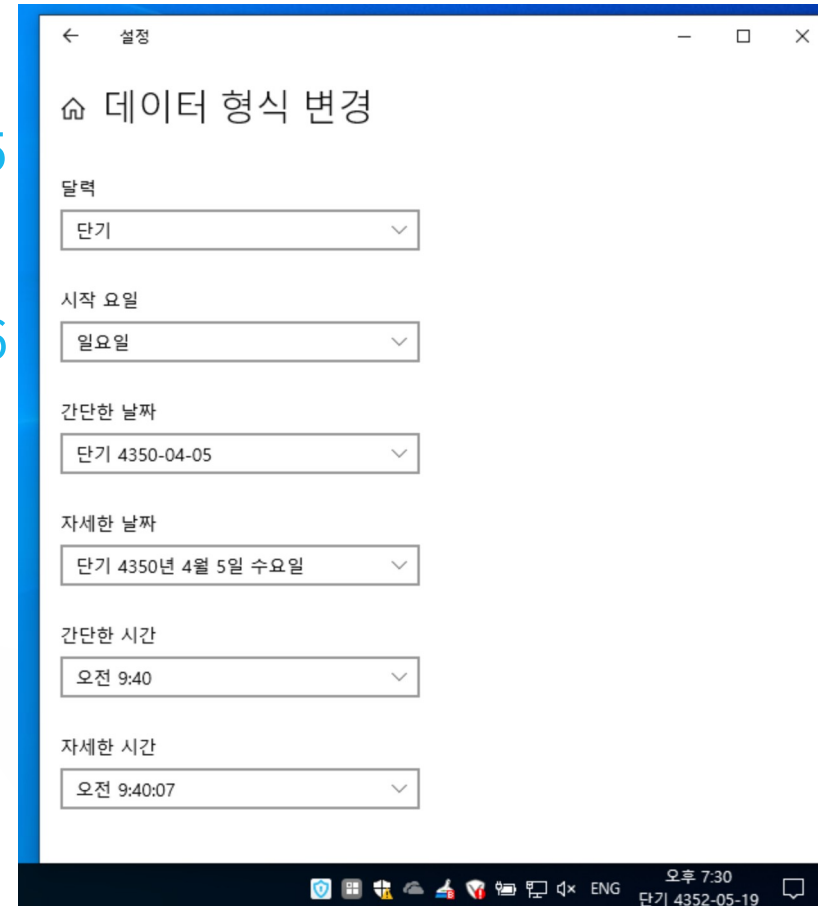 설정
데이터 형식 변경
달력
단기
시작 요일
일요일
간단한 날짜
단기 4350-04-05
자세한 날짜
단기 4350년 4월 5일 수요일
간단한 시간
오전 9:40
자세한 시간
오전 9:40:07
ENG
오후 7:30
단기 4352-05-19